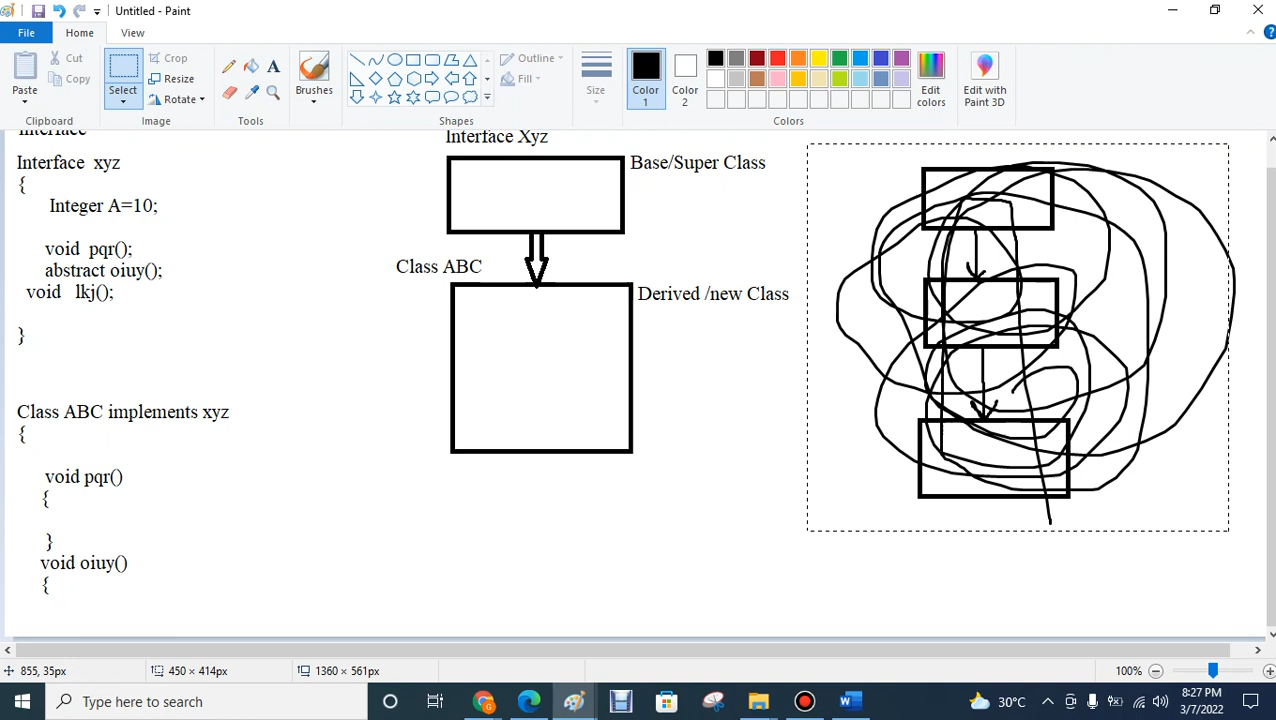 Untitled - Paint
File Home View
Paste
Cut
Copy
Clipboard
Select
Crop
Resize
Rotate
Image
Tools
Brushes
Shapes
Outline
Fill
Size
Color 1
Color 2
Colors
Edit colors
Edit with Paint 3D
Interface
Interface xyz
{
Integer A=10;
void pqr();
abstract oiuy();
void lkj();
}
Class ABC implements xyz
{
void pqr()
{
}
void oiuy()
{
Interface Xyz
Base/Super Class
Class ABC
Derived /new Class
855, 35px
450 × 414px
1360 × 561px
100%
Type here to search
30°C
8:27 PM
3/7/2022